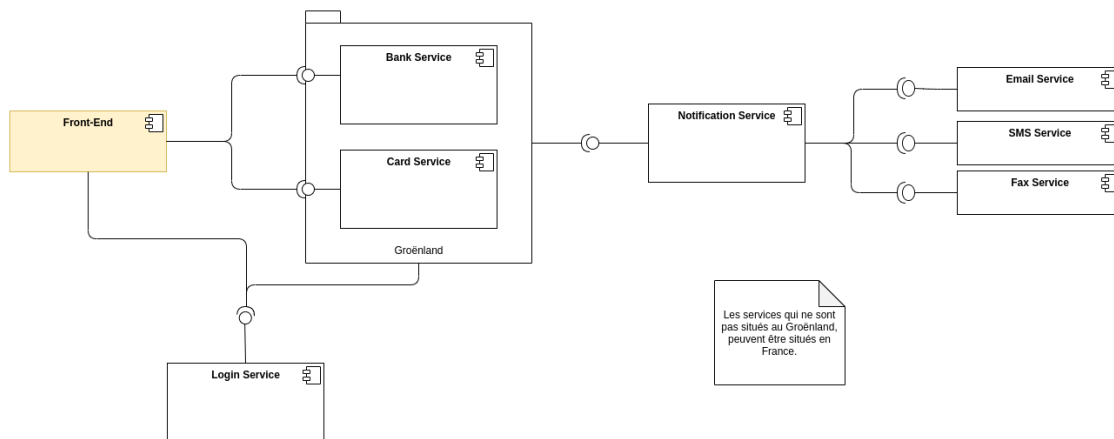 Bank Service
Email Service
Front-End
Notification Service
SMS Service
Card Service
Fax Service
Groënland
Les services qui ne sont
pas situés au Groënland,
peuvent être situés en
France.
Login Service